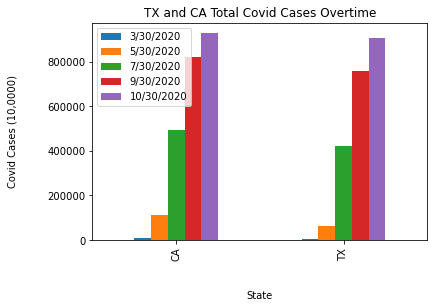 TX and CA Total Covid Cases Overtime
3/30/2020
5/30/2020
7/30/2020
9/30/2020
10/30/2020
800000
600000
400000
200000
0
Covid Cases (10,0000)
CA
TX
State